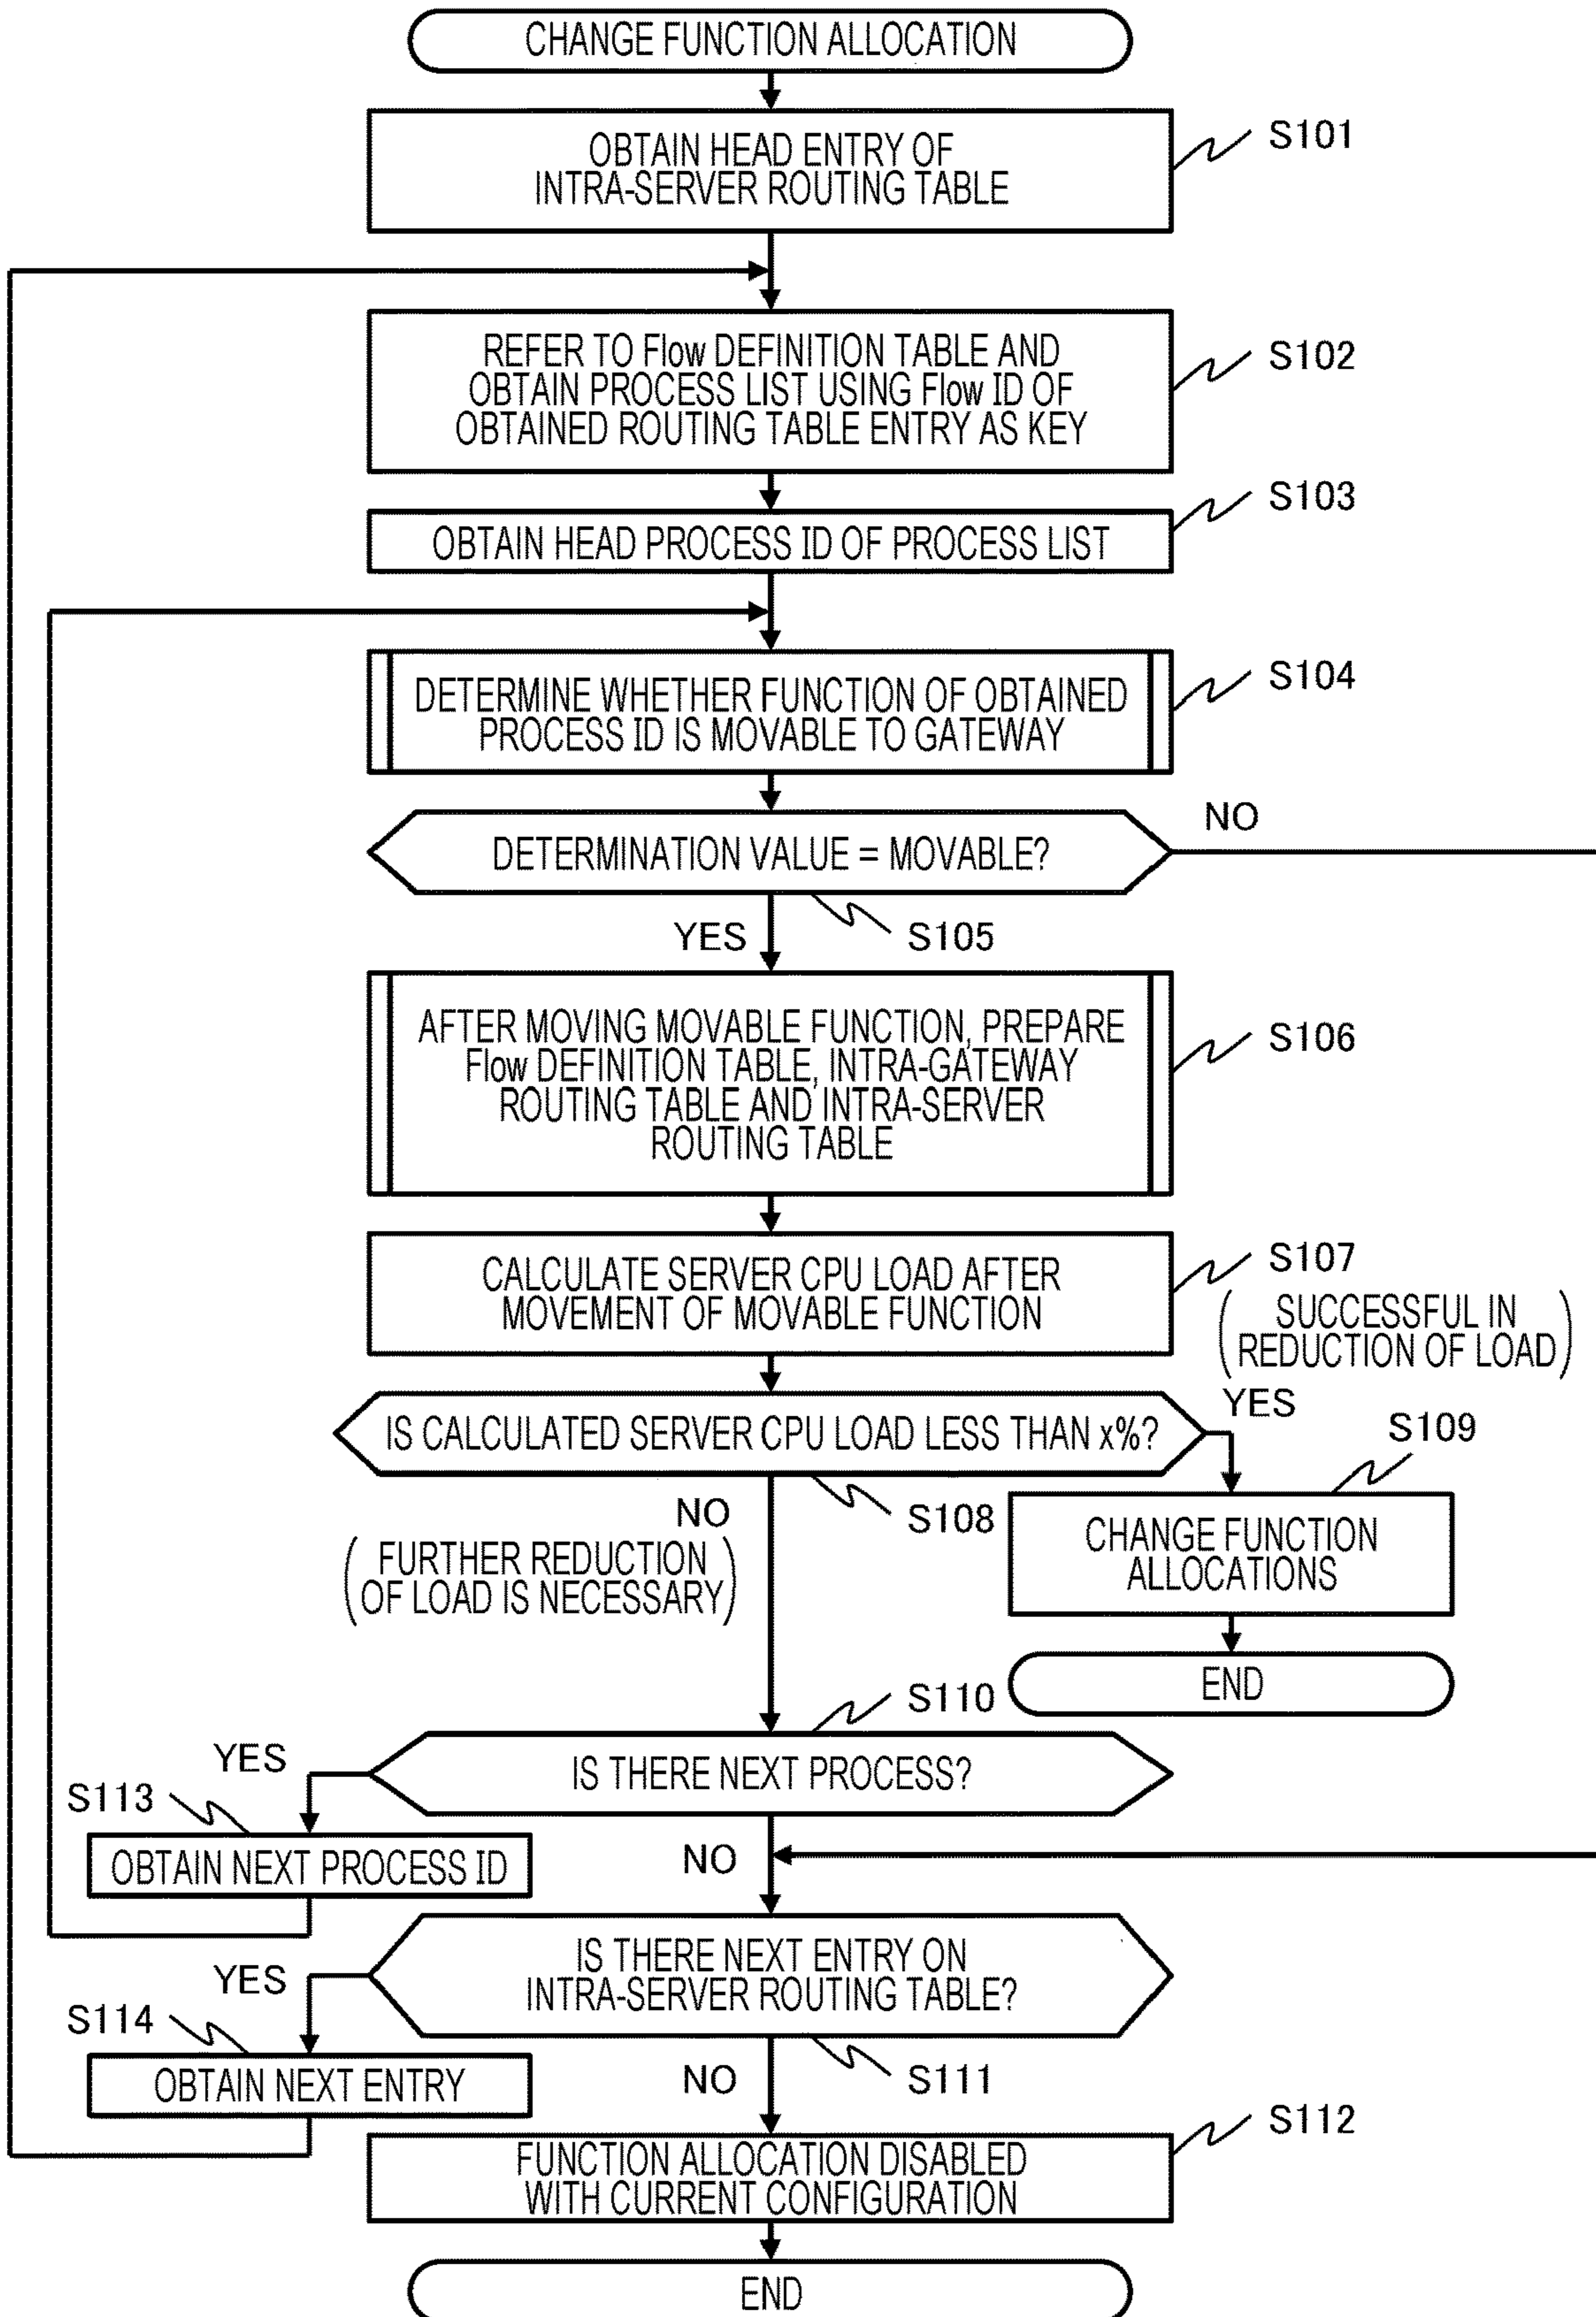 CHANGE FUNCTION ALLOCATION
OBTAIN HEAD ENTRY OF
INTRA-SERVER ROUTING TABLE
S101
REFER TO Flow DEFINITION TABLE AND
OBTAIN PROCESS LIST USING Flow ID OF
OBTAINED ROUTING TABLE ENTRY AS KEY
S102
OBTAIN HEAD PROCESS ID OF PROCESS LIST
S103
DETERMINE WHETHER FUNCTION OF OBTAINED
PROCESS ID IS MOVABLE TO GATEWAY
S104
DETERMINATION VALUE = MOVABLE?
NO
YES
S105
AFTER MOVING MOVABLE FUNCTION, PREPARE
Flow DEFINITION TABLE, INTRA-GATEWAY
ROUTING TABLE AND INTRA-SERVER
ROUTING TABLE
S106
CALCULATE SERVER CPU LOAD AFTER
MOVEMENT OF MOVABLE FUNCTION
S107
(SUCCESSFUL IN
REDUCTION OF LOAD)
IS CALCULATED SERVER CPU LOAD LESS THAN x%?
YES
S109
NO
S108
(FURTHER REDUCTION
OF LOAD IS NECESSARY)
CHANGE FUNCTION
ALLOCATIONS
END
S110
IS THERE NEXT PROCESS?
YES
S113
OBTAIN NEXT PROCESS ID
NO
IS THERE NEXT ENTRY ON
INTRA-SERVER ROUTING TABLE?
YES
S114
OBTAIN NEXT ENTRY
NO
S111
FUNCTION ALLOCATION DISABLED
WITH CURRENT CONFIGURATION
S112
END